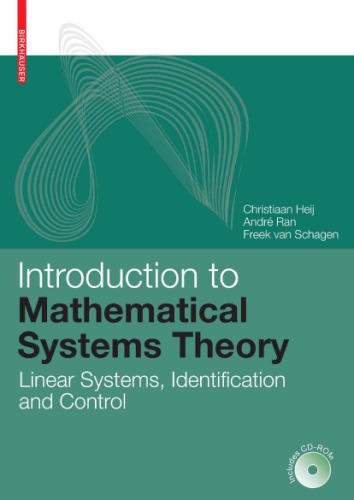 BIRKHAUSER
Christiaan Heij
André Ran
Freek van Schagen
Introduction to
Mathematical
Systems Theory
Linear Systems, Identification
and Control
Includes CD-ROM